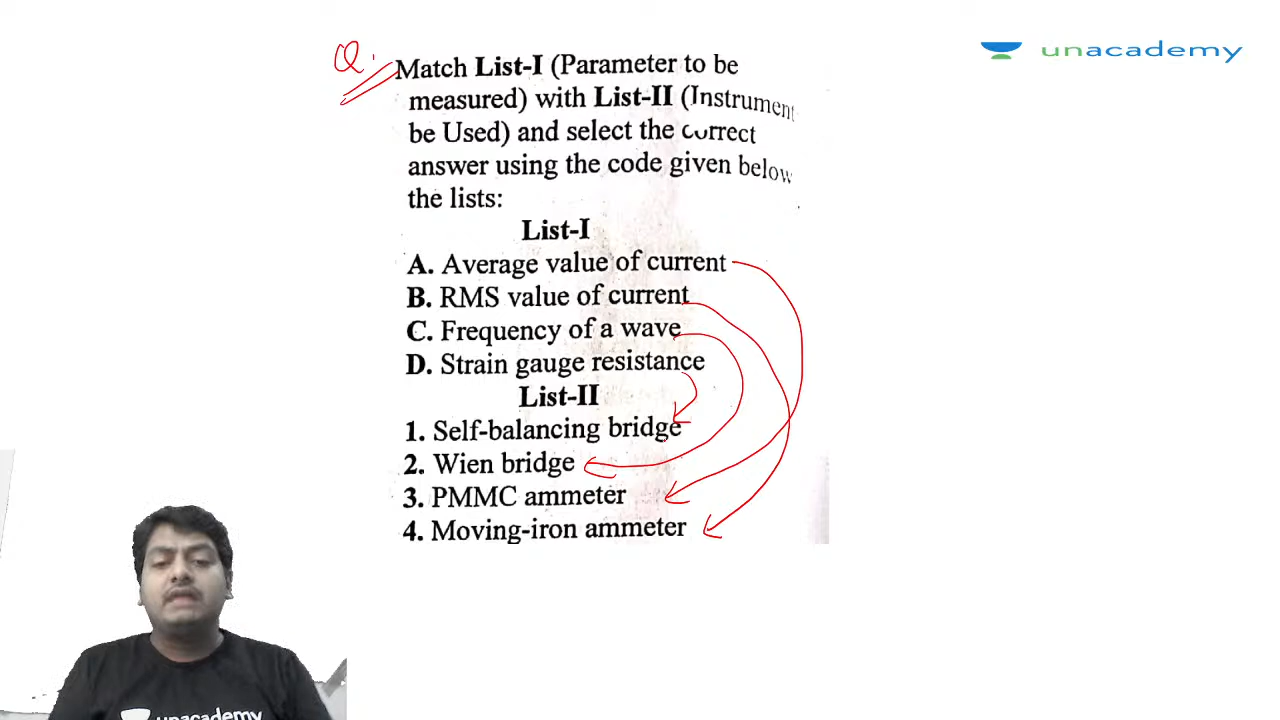 Q.
unacademy
Match List-I (Parameter to be
measured) with List-II (Instrument
be Used) and select the correct
answer using the code given below
the lists:
List-I
A. Average value of current
B. RMS value of current
C. Frequency of a wave
D. Strain gauge resistance
List-II
1. Self-balancing bridge
2. Wien bridge
3. PMMC ammeter
4. Moving-iron ammeter
unacademy